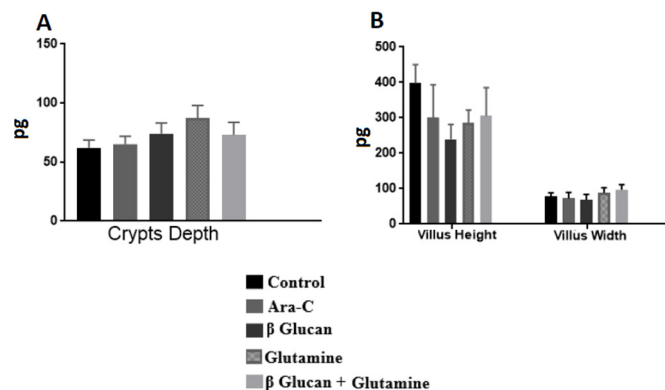 A
150
100
50
0
pg
Crypts Depth
B
500
400
300
200
100
0
pg
Villus Height
Villus Width
Control
Ara-C
β Glucan
Glutamine
β Glucan + Glutamine